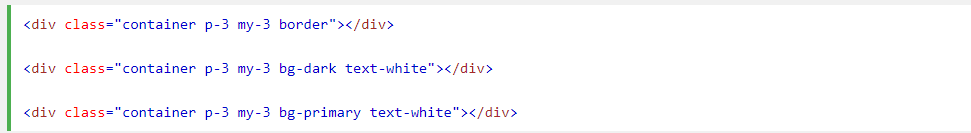 <div class="container p-3 my-3 border"></div>
<div class="container p-3 my-3 bg-dark text-white"></div>
<div class="container p-3 my-3 bg-primary text-white"></div>